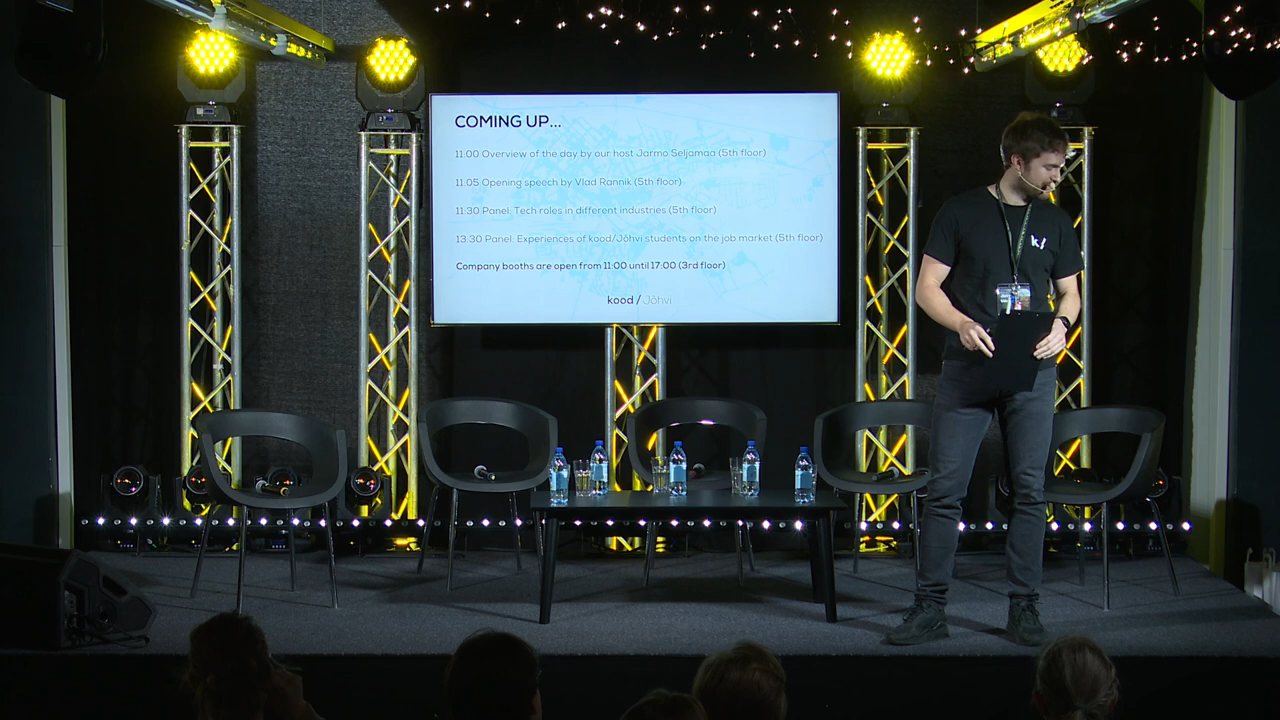 COMING UP...
11:00 Overview of the day by our host Jarmo Seljamaa (5th floor)
11:05 Opening speech by Vlad Rannik (5th floor)
11:30 Panel: Tech roles in different industries (5th floor)
13:30 Panel: Experiences of kood/Jõhvi students on the job market (5th floor)
Company booths are open from 11:00 until 17:00 (3rd floor)
kood / Jõhvi
k/